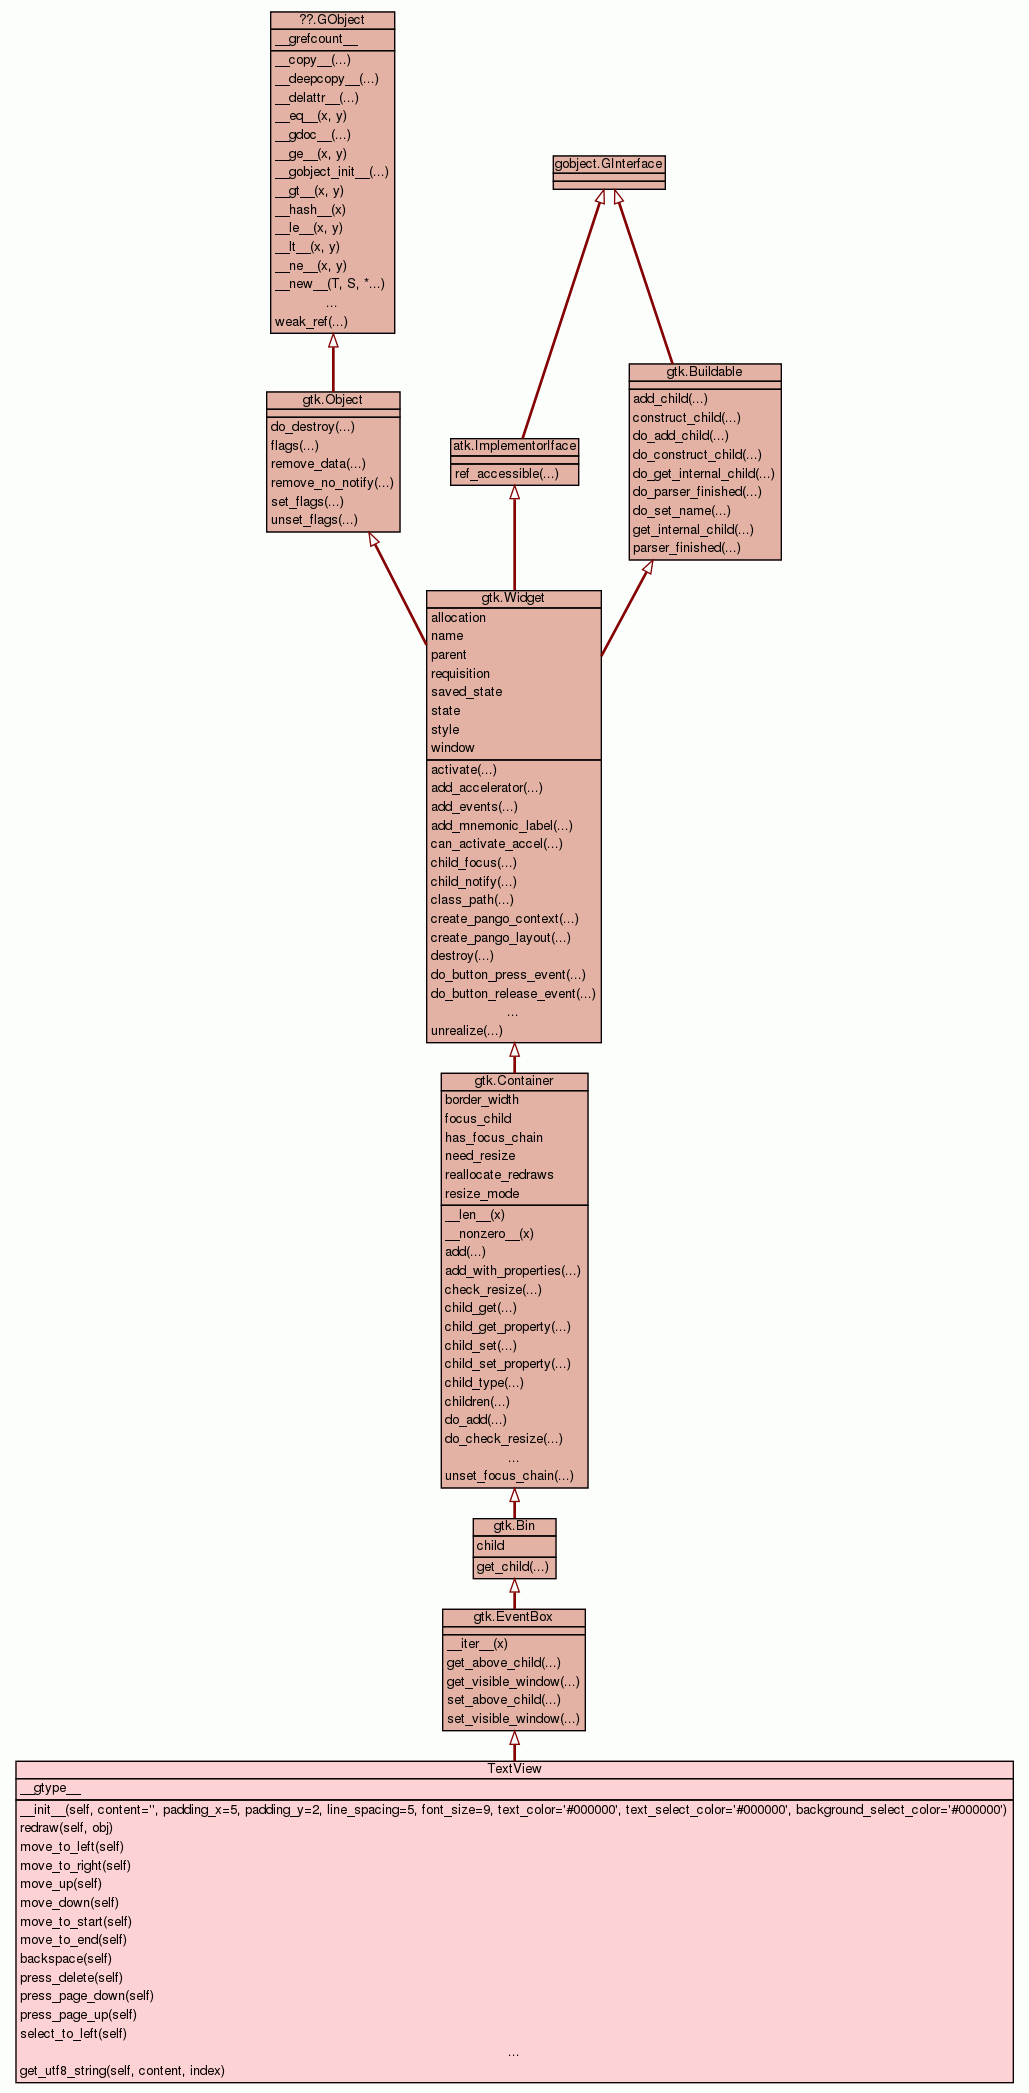 ??.GObject
__grefcount__
__copy__(...)
__deepcopy__(...)
__delattr__(...)
__eq__(x, y)
__gdoc__(...)
__ge__(x, y)
__gobject_init__(...)
__gt__(x, y)
__hash__(x)
__le__(x, y)
__lt__(x, y)
__ne__(x, y)
__new__(T, S, *...)
...
weak_ref(...)
gobject.GInterface
gtk.Object
do_destroy(...)
flags(...)
remove_data(...)
remove_no_notify(...)
set_flags(...)
unset_flags(...)
atk.ImplementorIface
ref_accessible(...)
gtk.Buildable
add_child(...)
construct_child(...)
do_add_child(...)
do_construct_child(...)
do_get_internal_child(...)
do_parser_finished(...)
do_set_name(...)
get_internal_child(...)
parser_finished(...)
gtk.Widget
allocation
name
parent
requisition
saved_state
state
style
window
activate(...)
add_accelerator(...)
add_events(...)
add_mnemonic_label(...)
can_activate_accel(...)
child_focus(...)
child_notify(...)
class_path(...)
create_pango_context(...)
create_pango_layout(...)
destroy(...)
do_button_press_event(...)
do_button_release_event(...)
...
unrealize(...)
gtk.Container
border_width
focus_child
has_focus_chain
need_resize
reallocate_redraws
resize_mode
__len__(x)
__nonzero__(x)
add(...)
add_with_properties(...)
check_resize(...)
child_get(...)
child_get_property(...)
child_set(...)
child_set_property(...)
child_type(...)
children(...)
do_add(...)
do_check_resize(...)
...
unset_focus_chain(...)
gtk.Bin
child
get_child(...)
gtk.EventBox
__iter__(x)
get_above_child(...)
get_visible_window(...)
set_above_child(...)
set_visible_window(...)
TextView
__gtype__
__init__(self, content='', padding_x=5, padding_y=2, line_spacing=5, font_size=9, text_color='#000000', text_select_color='#000000', background_select_color='#000000')
redraw(self, obj)
move_to_left(self)
move_to_right(self)
move_up(self)
move_down(self)
move_to_start(self)
move_to_end(self)
backspace(self)
press_delete(self)
press_page_down(self)
press_page_up(self)
select_to_left(self)
...
get_utf8_string(self, content, index)